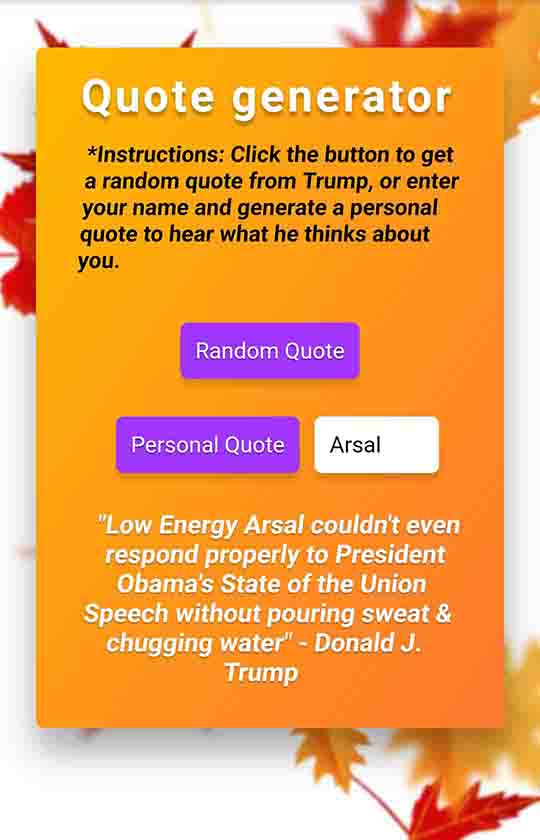 Quote generator
*Instructions: Click the button to get
a random quote from Trump, or enter
your name and generate a personal
quote to hear what he thinks about
you.
Random Quote
Personal Quote
Arsal
"Low Energy Arsal couldn't even
respond properly to President
Obama's State of the Union
Speech without pouring sweat &
chugging water" - Donald J.
Trump